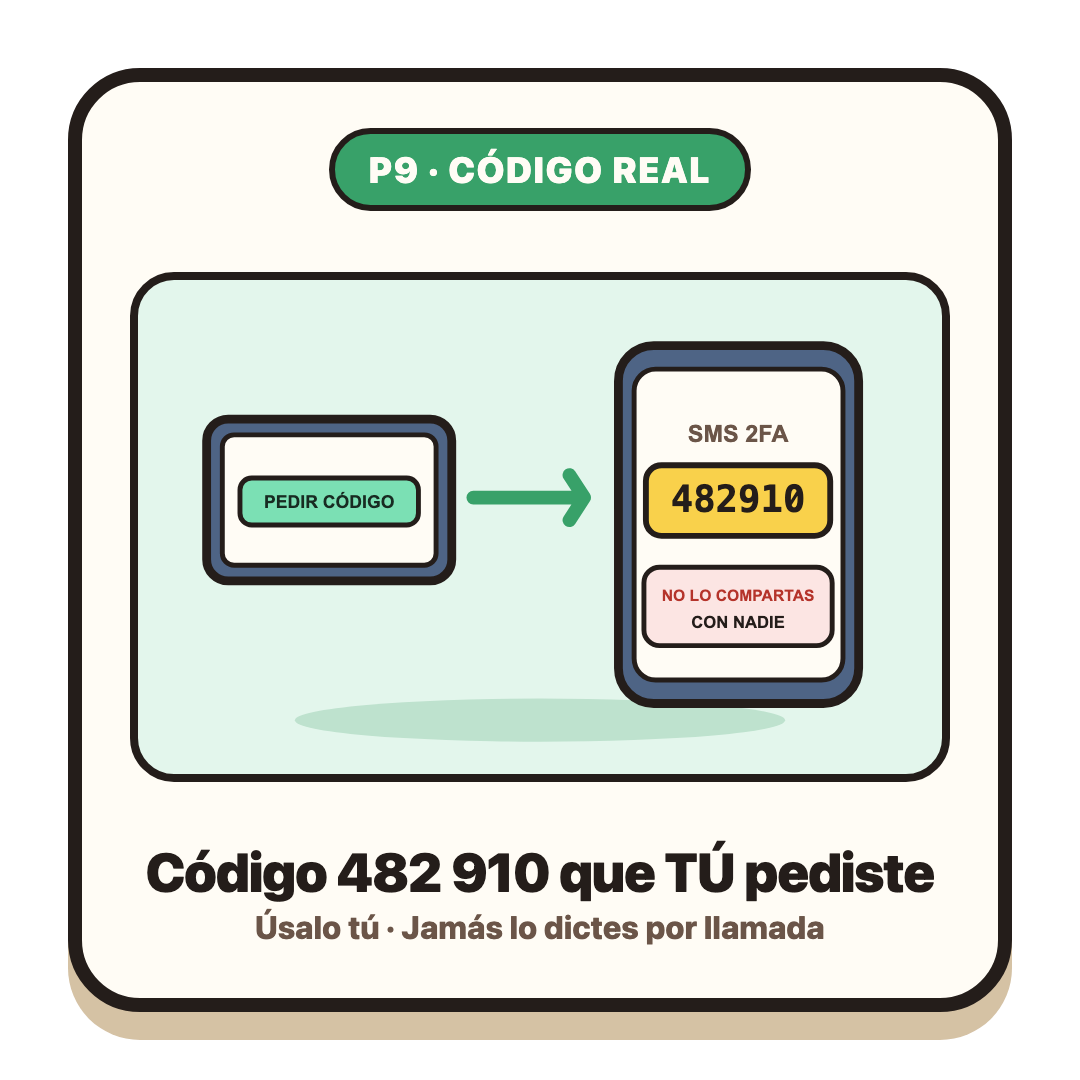 P9 · CÓDIGO REAL
PEDIR CÓDIGO
SMS 2FA
482910
NO LO COMPARTAS
CON NADIE
Código 482 910 que TÚ pediste
Úsalo tú · Jamás lo dictes por llamada